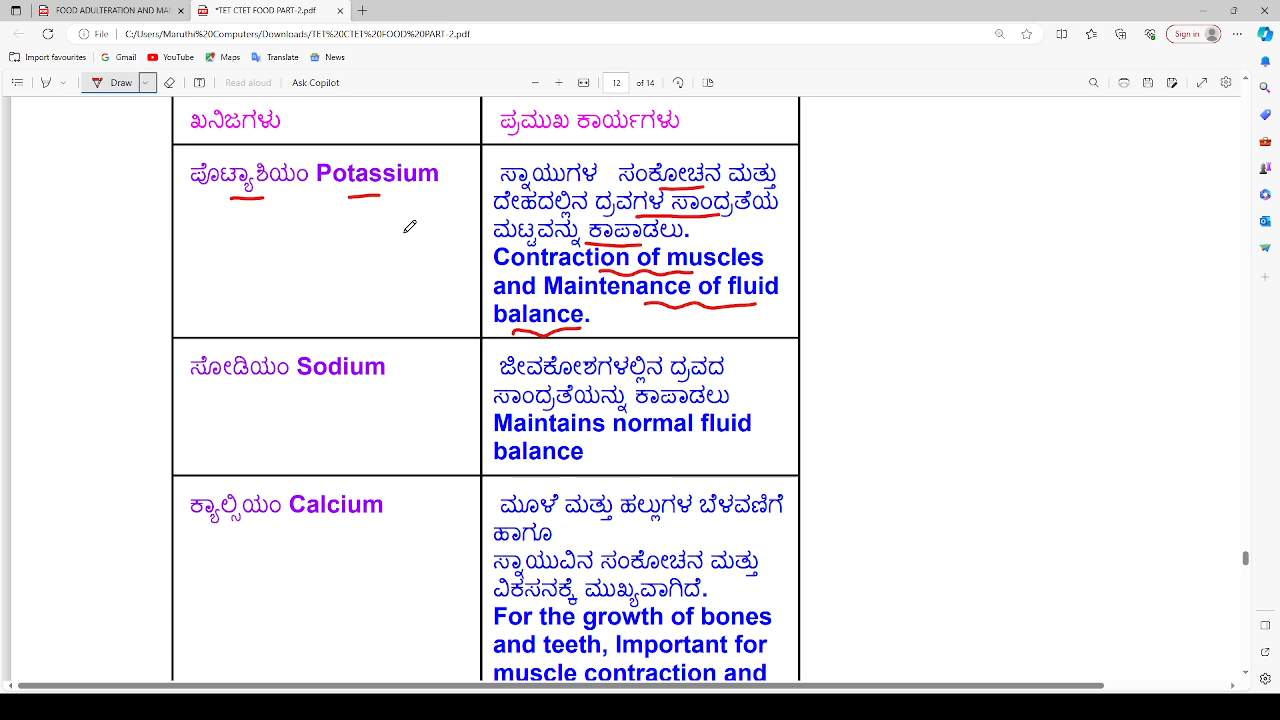 FOOD ADULTERATION AND MAN
*TET CTET FOOD PART-2.pdf
File C:/Users/Maruthi%20Computers/Downloads/TET%20CTET%20FOOD%20PART-2.pdf
Sign in
Import favourites Gmail YouTube Maps Translate News
Draw Read aloud Ask Copilot 12 of 14
ಖನಿಜಗಳು ಪ್ರಮುಖ ಕಾರ್ಯಗಳು
ಪೊಟ್ಯಾಶಿಯಂ Potassium
ಸ್ನಾಯುಗಳ ಸಂಕೋಚನ ಮತ್ತು
ದೇಹದಲ್ಲಿನ ದ್ರವಗಳ ಸಾಂದ್ರತೆಯ
ಮಟ್ಟವನ್ನು ಕಾಪಾಡಲು.
Contraction of muscles
and Maintenance of fluid
balance.
ಸೋಡಿಯಂ Sodium
ಜೀವಕೋಶಗಳಲ್ಲಿನ ದ್ರವದ
ಸಾಂದ್ರತೆಯನ್ನು ಕಾಪಾಡಲು
Maintains normal fluid
balance
ಕ್ಯಾಲ್ಸಿಯಂ Calcium
ಮೂಳೆ ಮತ್ತು ಹಲ್ಲುಗಳ ಬೆಳವಣಿಗೆ
ಹಾಗೂ
ಸ್ನಾಯುವಿನ ಸಂಕೋಚನ ಮತ್ತು
ವಿಕಸನಕ್ಕೆ ಮುಖ್ಯವಾಗಿದೆ.
For the growth of bones
and teeth, Important for
muscle contraction and